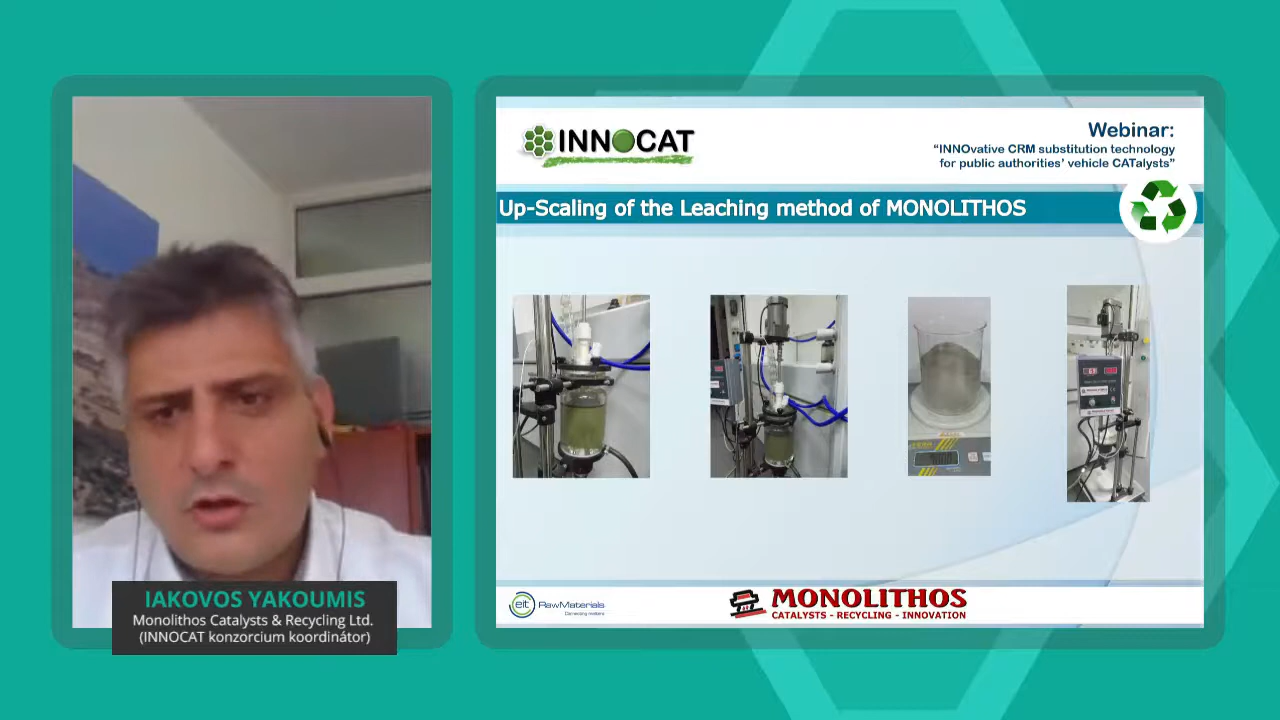 INNOCAT
Webinar:
“INNOvative CRM substitution technology
for public authorities’ vehicle CATalysts”
Up-Scaling of the Leaching method of MONOLITHOS
IAKOVOS YAKOUMIS
Monolithos Catalysts & Recycling Ltd.
(INNOCAT konzorcium koordinátor)
eit RawMaterials
MONOLITHOS
CATALYSTS - RECYCLING - INNOVATION